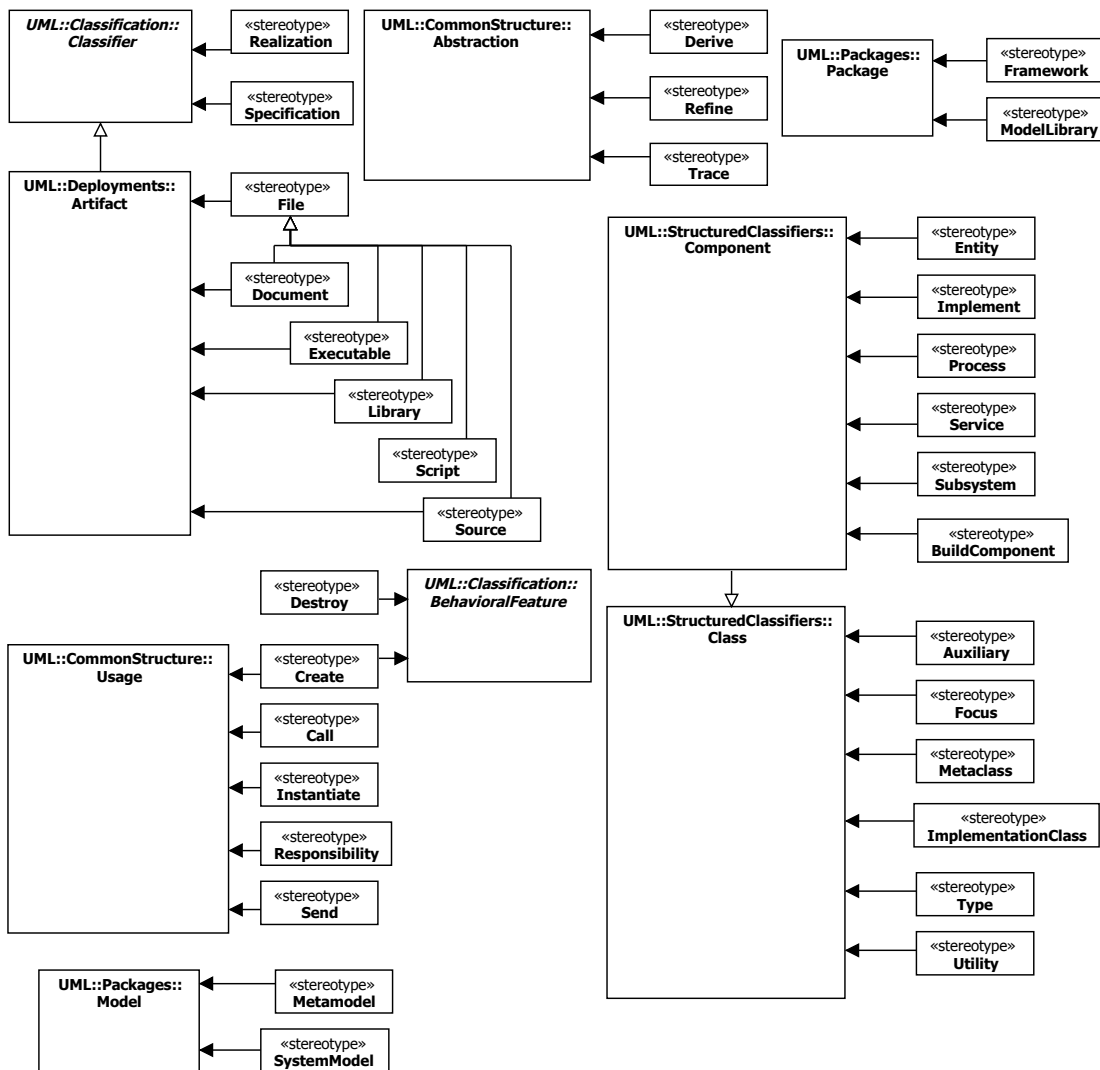 UML::Classification::
Classifier
«stereotype»
Realization
«stereotype»
Specification
UML::CommonStructure::
Abstraction
«stereotype»
Derive
«stereotype»
Refine
«stereotype»
Trace
UML::Packages::
Package
«stereotype»
Framework
«stereotype»
ModelLibrary
UML::Deployments::
Artifact
«stereotype»
File
«stereotype»
Document
«stereotype»
Executable
«stereotype»
Library
«stereotype»
Script
«stereotype»
Source
UML::StructuredClassifiers::
Component
«stereotype»
Entity
«stereotype»
Implement
«stereotype»
Process
«stereotype»
Service
«stereotype»
Subsystem
«stereotype»
BuildComponent
«stereotype»
Destroy
UML::Classification::
BehavioralFeature
UML::CommonStructure::
Usage
«stereotype»
Create
«stereotype»
Call
«stereotype»
Instantiate
«stereotype»
Responsibility
«stereotype»
Send
UML::StructuredClassifiers::
Class
«stereotype»
Auxiliary
«stereotype»
Focus
«stereotype»
Metaclass
«stereotype»
ImplementationClass
«stereotype»
Type
«stereotype»
Utility
UML::Packages::
Model
«stereotype»
Metamodel
«stereotype»
SystemModel